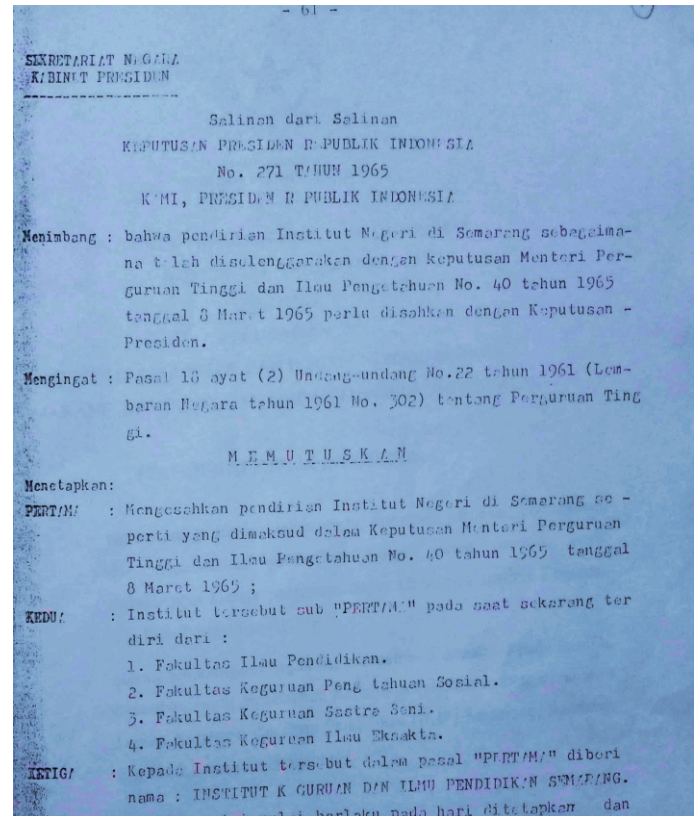 - 61 -
SEKRETARIAT NEGARA
KABINET PRESIDEN
Salinan dari Salinan
KEPUTUSAN PRESIDEN REPUBLIK INDONESIA
No. 271 TAHUN 1965
KAMI, PRESIDEN REPUBLIK INDONESIA
Menimbang : bahwa pendirian Institut Negeri di Semarang sebagaima-
na telah diselenggarakan dengan keputusan Menteri Per-
guruan Tinggi dan Ilmu Pengetahuan No. 40 tahun 1965
tanggal 8 Maret 1965 perlu disahkan dengan Keputusan -
Presiden.
Mengingat : Pasal 18 ayat (2) Undang-undang No.22 tahun 1961 (Lem-
baran Negara tahun 1961 No. 302) tentang Perguruan Ting
gi.
M E M U T U S K A N
Menetapkan:
PERTAMA : Mengesahkan pendirian Institut Negeri di Semarang se -
perti yang dimaksud dalam Keputusan Menteri Perguruan
Tinggi dan Ilmu Pengetahuan No. 40 tahun 1965 tanggal
8 Maret 1965 ;
KEDUA : Institut tersebut sub "PERTAMA" pada saat sekarang ter
diri dari :
1. Fakultas Ilmu Pendidikan.
2. Fakultas Keguruan Pengetahuan Sosial.
3. Fakultas Keguruan Sastra Seni.
4. Fakultas Keguruan Ilmu Eksakta.
KETIGA : Kepada Institut tersebut dalam pasal "PERTAMA" diberi
nama : INSTITUT KEGURUAN DAN ILMU PENDIDIKAN SEMARANG.
berlaku pada hari ditetapkan dan